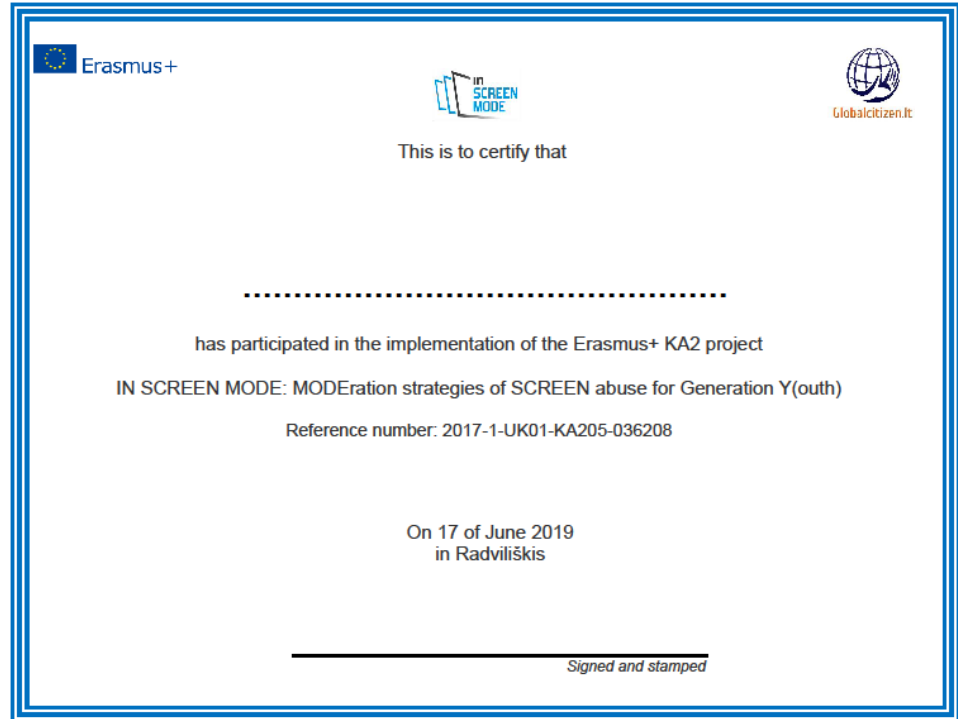 Erasmus+
In
SCREEN
MODE
Globalcitizen.lt
This is to certify that
................................................
has participated in the implementation of the Erasmus+ KA2 project
IN SCREEN MODE: MODEration strategies of SCREEN abuse for Generation Y(outh)
Reference number: 2017-1-UK01-KA205-036208
On 17 of June 2019
in Radviliškis
Signed and stamped